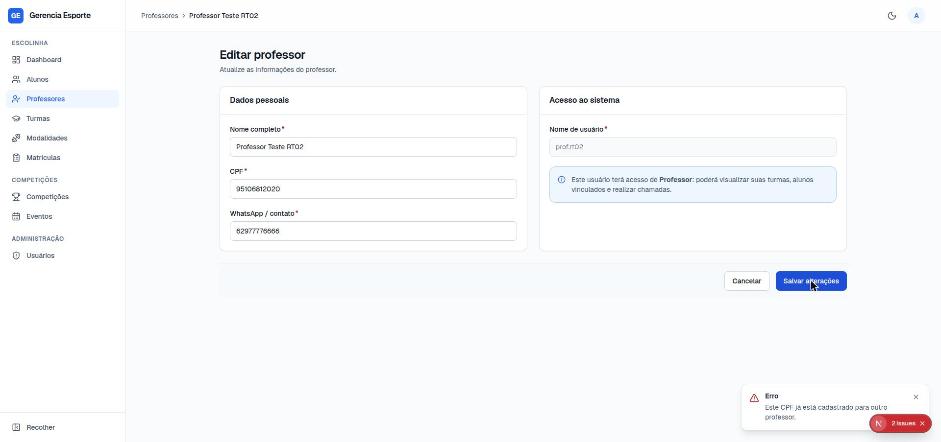 GE Gerencia Esporte
Professores > Professor Teste RT02
A
ESCOLINHA
Dashboard
Alunos
Professores
Turmas
Modalidades
Matrículas
COMPETIÇÕES
Competições
Eventos
ADMINISTRAÇÃO
Usuários
Recolher
Editar professor
Atualize as informações do professor.
Dados pessoais
Nome completo*
Professor Teste RT02
CPF*
95106812020
WhatsApp / contato*
62977776666
Acesso ao sistema
Nome de usuário*
prof.rt02
Este usuário terá acesso de Professor: poderá visualizar suas turmas, alunos
vinculados e realizar chamadas.
Cancelar
Salvar alterações
Erro
Este CPF já está cadastrado para outro
professor.
N 2 Issues